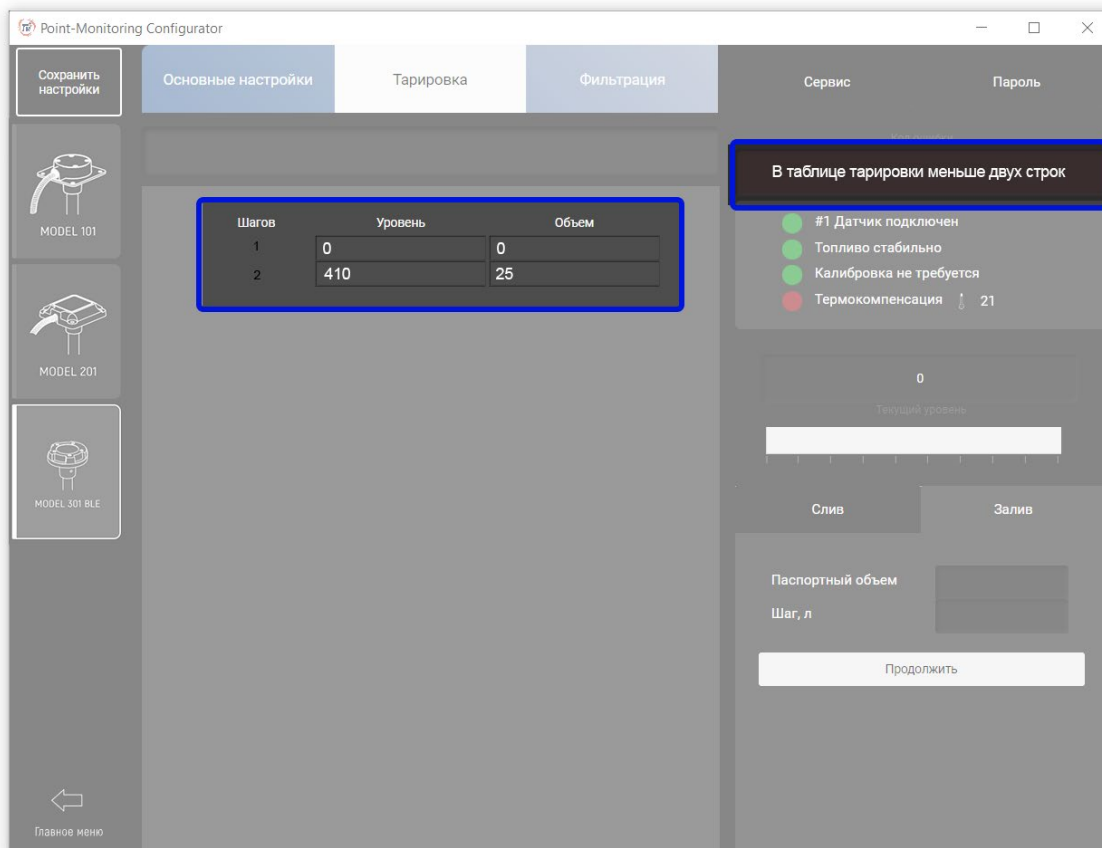 Point-Monitoring Configurator
Сохранить
настройки
Основные настройки
Тарировка
Фильтрация
Сервис
Пароль
Код ошибки
В таблице тарировки меньше двух строк
#1 Датчик подключен
Топливо стабильно
Калибровка не требуется
Термокомпенсация 21
Шагов Уровень Объем
1 0 0
2 410 25
MODEL 101
MODEL 201
MODEL 301 BLE
0
Текущий уровень
Слив
Залив
Паспортный объем
Шаг, л
Продолжить
Главное меню